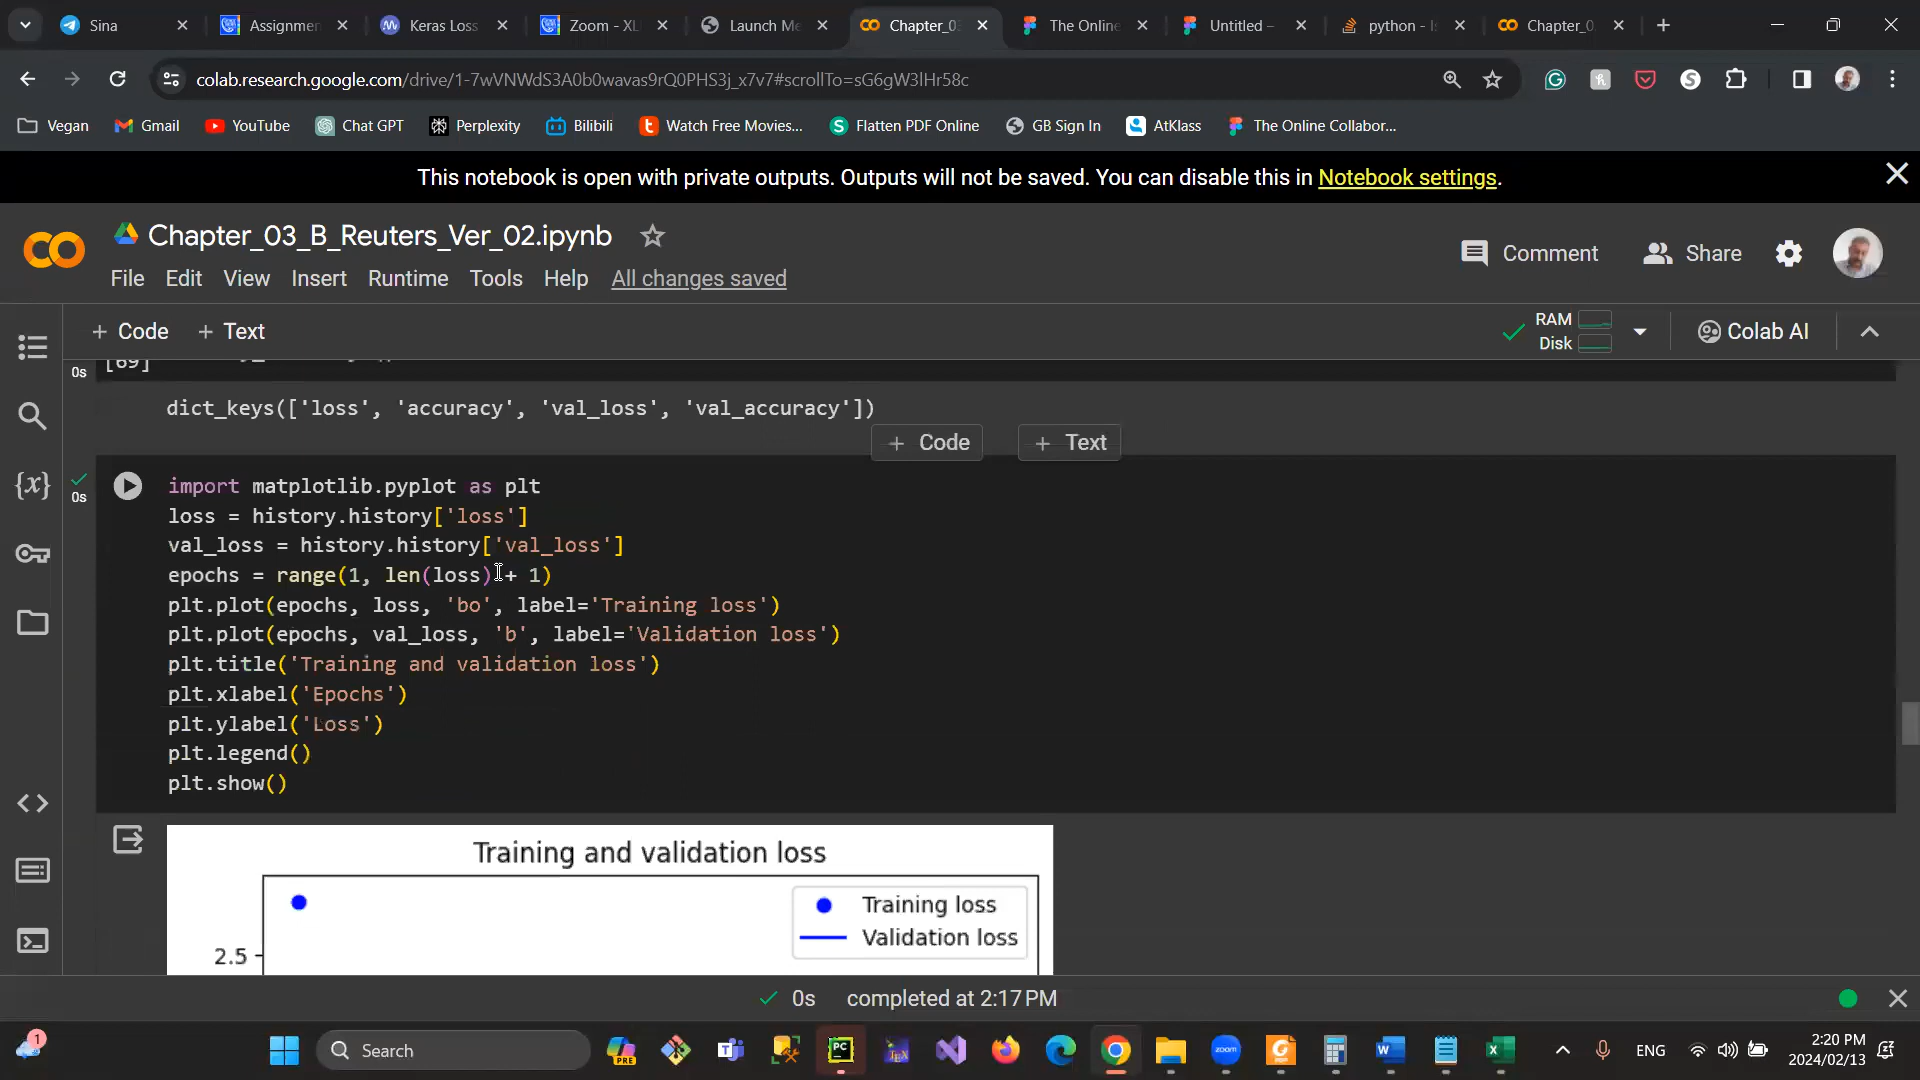 Sina
Assignmen
Keras Loss
Zoom - XL
Launch Me
Chapter_0
The Online
Untitled –
python - I
Chapter_0
colab.research.google.com/drive/1-7wVNWdS3A0b0wavas9rQ0PHS3j_x7v7#scrollTo=sG6gW3lHr58c
Vegan
Gmail
YouTube
Chat GPT
Perplexity
Bilibili
Watch Free Movies...
Flatten PDF Online
GB Sign In
AtKlass
The Online Collabor...
This notebook is open with private outputs. Outputs will not be saved. You can disable this in Notebook settings.
Chapter_03_B_Reuters_Ver_02.ipynb
Comment
Share
File Edit View Insert Runtime Tools Help All changes saved
+ Code + Text
RAM
Disk
Colab AI
[69]
0s
dict_keys(['loss', 'accuracy', 'val_loss', 'val_accuracy'])
+ Code
+ Text
0s
import matplotlib.pyplot as plt
loss = history.history['loss']
val_loss = history.history['val_loss']
epochs = range(1, len(loss) + 1)
plt.plot(epochs, loss, 'bo', label='Training loss')
plt.plot(epochs, val_loss, 'b', label='Validation loss')
plt.title('Training and validation loss')
plt.xlabel('Epochs')
plt.ylabel('Loss')
plt.legend()
plt.show()
Training and validation loss
Training loss
Validation loss
2.5
0s completed at 2:17 PM
1
Search
PRE
PC
TEX
zoom
W
X
ENG
2:20 PM
2024/02/13